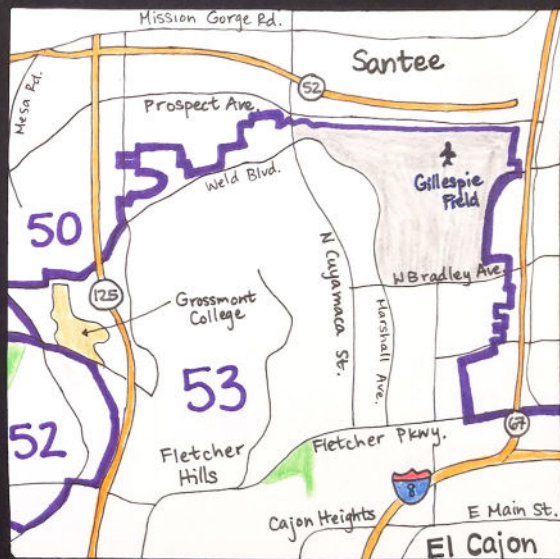 Mission Gorge Rd.
Santee
Mesa Rd.
52
Prospect Ave.
Weld Blvd.
Gillespie
Field
50
N Cuyamaca St.
W Bradley Ave.
125
Grossmont
College
Marshall Ave.
53
52
Fletcher Pkwy.
67
Fletcher
Hills
8
Cajon Heights
E Main St.
El Cajon